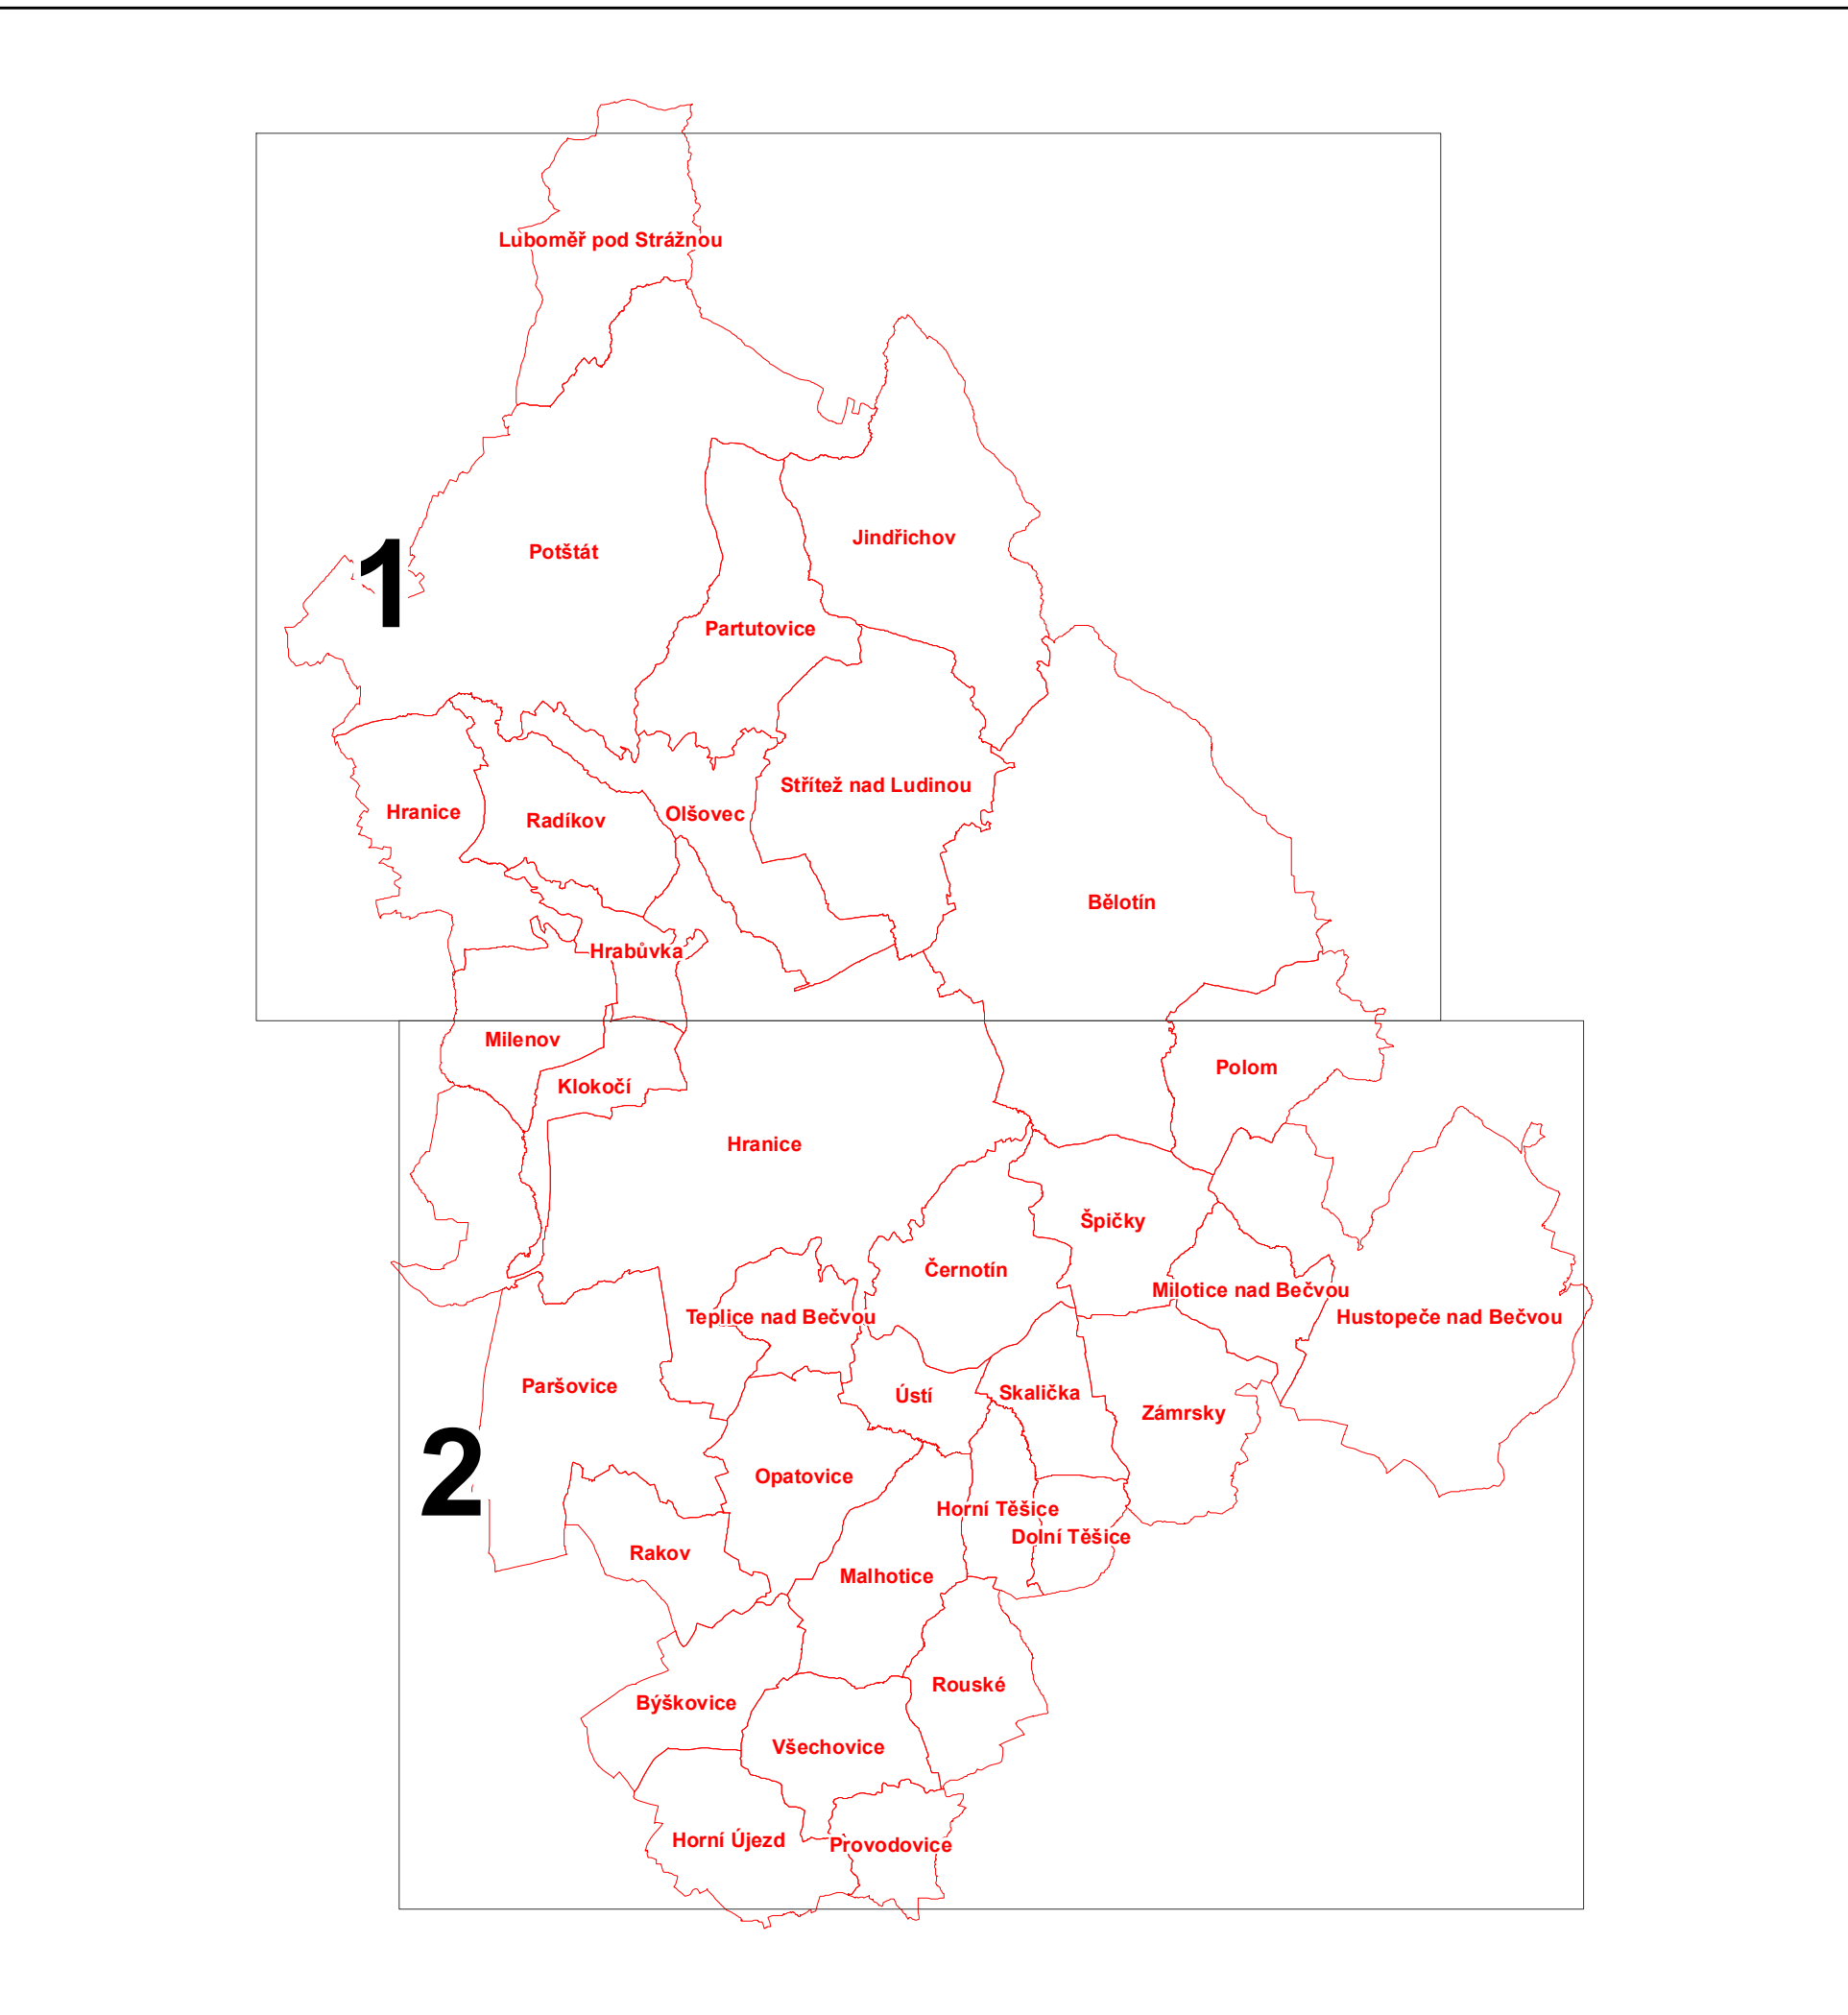 Luboměř pod Strážnou
Jindřichov
Potštát
1
Partutovice
Střítež nad Ludinou
Hranice
Olšovec
Radíkov
Bělotín
Hrabůvka
Milenov
Polom
Klokočí
Hranice
Špičky
Černotín
Milotice nad Bečvou
Teplice nad Bečvou
Hustopeče nad Bečvou
Paršovice
Skalička
Ústí
Zámrsky
2
Opatovice
Horní Těšice
Dolní Těšice
Rakov
Malhotice
Rouské
Býškovice
Všechovice
Horní Újezd
Provodovice